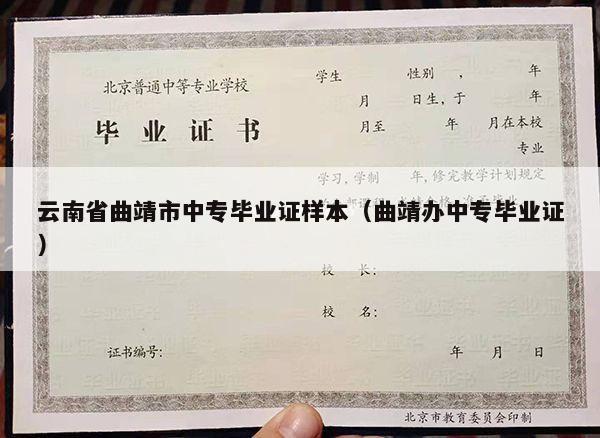 北京普通中等专业学校
毕业证书
学生 性别 , 年
月 日生，于 年
月至 年 月在本校
专业
学习，学制 年，修完教学计划规定
云南省曲靖市中专毕业证样本（曲靖办中专毕业证
）
校 长：
校 名：
证书编号：
年 月 日
北京市教育委员会印制